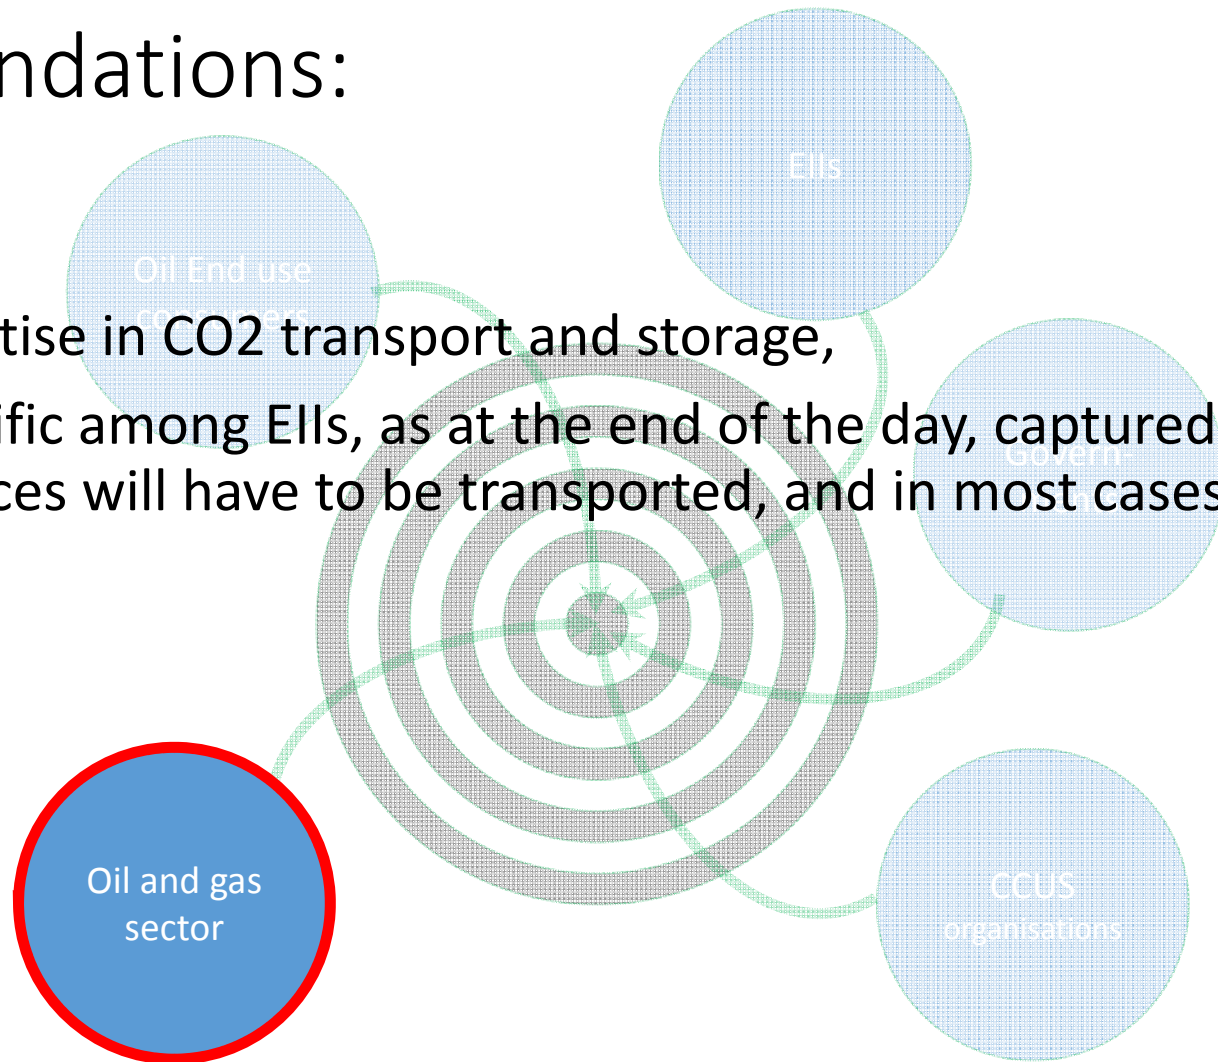 ndations:
EIIs
Oil End use
consumers
tise in CO2 transport and storage,
ific among EIIs, as at the end of the day, captured
Govern-
ces will have to be transported, and in most cases
Oil and gas
sector
CCUS
organisations